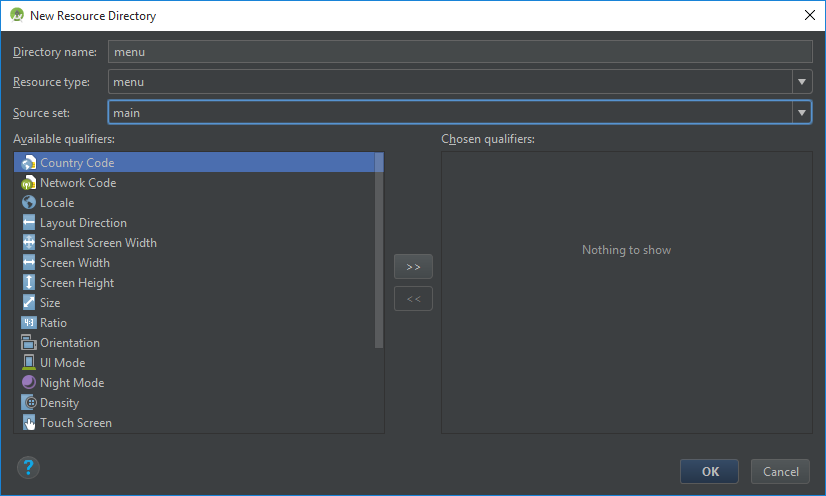 New Resource Directory
Directory name: menu
Resource type: menu
Source set: main
Available qualifiers:
Chosen qualifiers:
Country Code
Network Code
Locale
Layout Direction
Smallest Screen Width
Screen Width
Screen Height
Size
4:3 Ratio
Orientation
UI Mode
Night Mode
Density
Touch Screen
>>
<<
Nothing to show
?
OK
Cancel